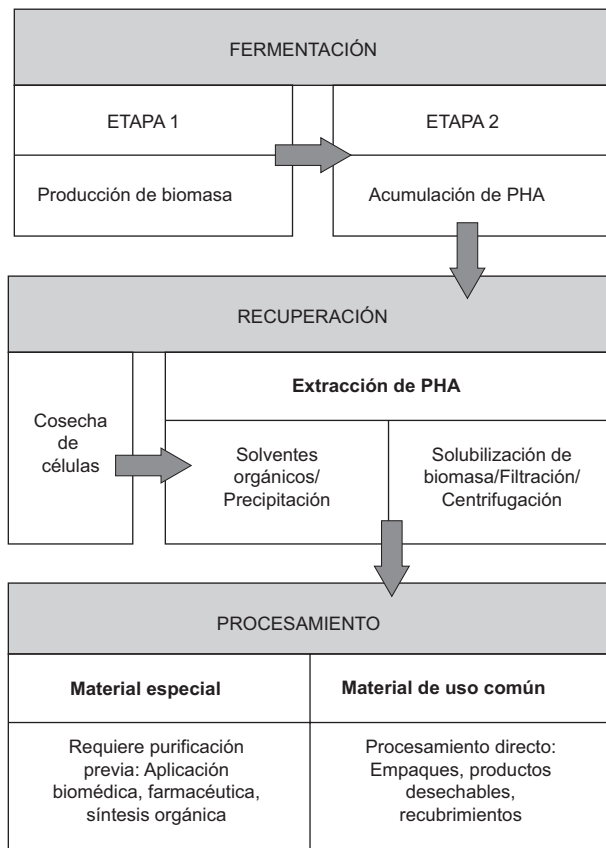 FERMENTACIÓN
ETAPA 1
Producción de biomasa
ETAPA 2
Acumulación de PHA
RECUPERACIÓN
Cosecha
de
células
Extracción de PHA
Solventes
orgánicos/
Precipitación
Solubilización de
biomasa/Filtración/
Centrifugación
PROCESAMIENTO
Material especial
Requiere purificación
previa: Aplicación
biomédica, farmacéutica,
síntesis orgánica
Material de uso común
Procesamiento directo:
Empaques, productos
desechables,
recubrimientos